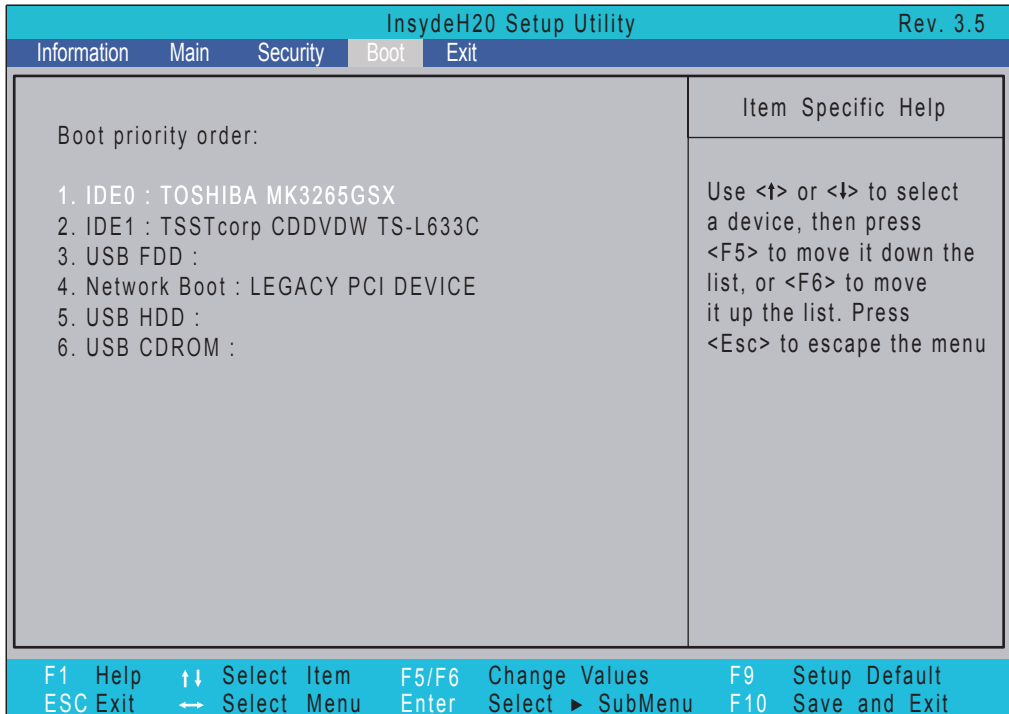 InsydeH20 Setup Utility Rev. 3.5
Information Main Security Boot Exit
Boot priority order:
1. IDE0 : TOSHIBA MK3265GSX
2. IDE1 : TSSTcorp CDDVDW TS-L633C
3. USB FDD :
4. Network Boot : LEGACY PCI DEVICE
5. USB HDD :
6. USB CDROM :
Item Specific Help
Use <↑> or <↓> to select
a device, then press
<F5> to move it down the
list, or <F6> to move
it up the list. Press
<Esc> to escape the menu
F1 Help ↑↓ Select Item F5/F6 Change Values F9 Setup Default
ESC Exit ↔ Select Menu Enter Select ► SubMenu F10 Save and Exit